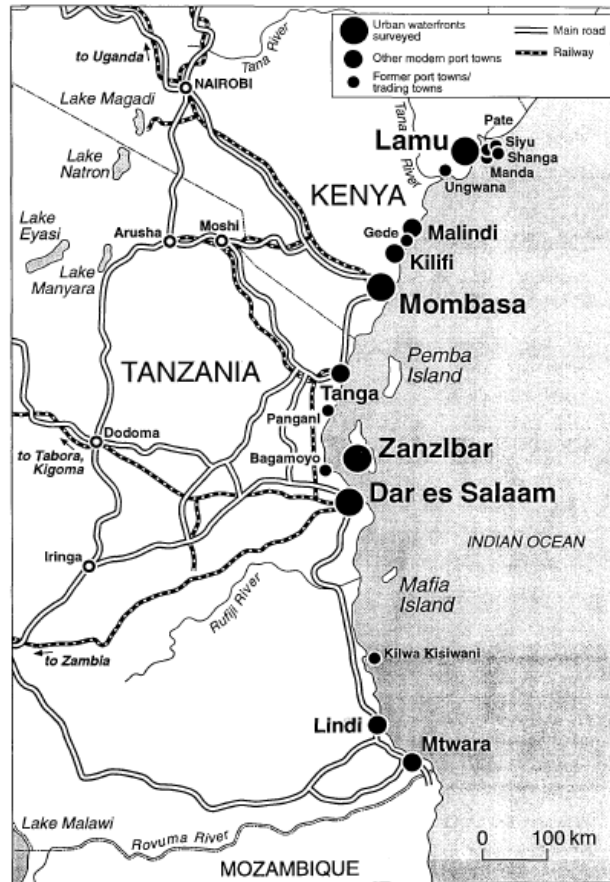 Urban waterfronts
surveyed
Other modern port towns
Former port towns/
trading towns
Main road
Railway
to Uganda
Tana River
NAIROBI
Lake Magadi
Lake
Natron
Tana
River
Pate
Siyu
Lamu
Shanga
Manda
Ungwana
KENYA
Lake
Eyasi
Arusha
Moshi
Gede
Malindi
Kilifi
Lake
Manyara
Mombasa
TANZANIA
Pemba
Island
Tanga
PanganI
Dodoma
to Tabora,
Kigoma
Bagamoyo
ZanzIbar
Dar es Salaam
INDIAN OCEAN
Iringa
Mafia
Island
Rufiji River
to Zambia
Kilwa Kisiwani
Lindi
Mtwara
Lake Malawi
Rovuma River
0 100 km
MOZAMBIQUE